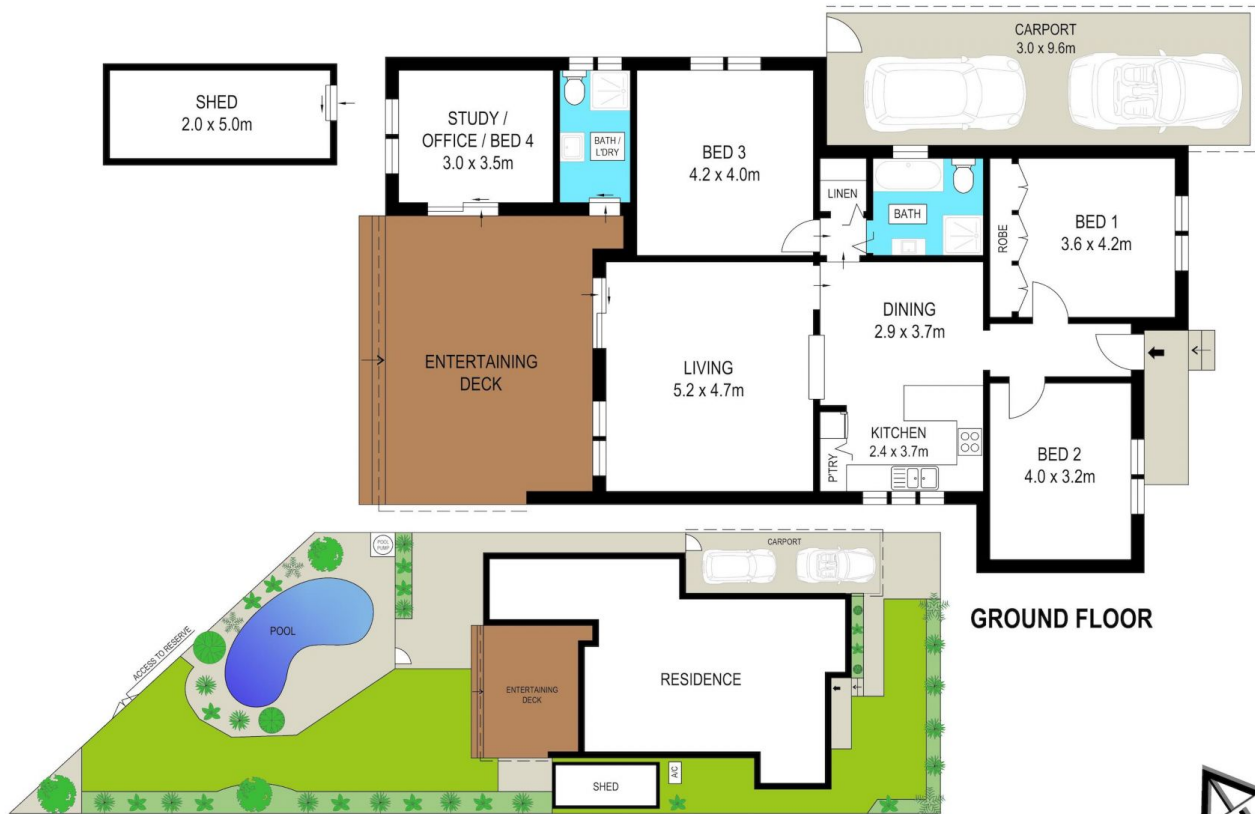 CARPORT
3.0 x 9.6m
SHED
2.0 x 5.0m
STUDY /
OFFICE / BED 4
3.0 x 3.5m
BATH /
L'DRY
BED 3
4.2 x 4.0m
LINEN
BATH
ROBE
BED 1
3.6 x 4.2m
DINING
2.9 x 3.7m
ENTERTAINING
DECK
LIVING
5.2 x 4.7m
KITCHEN
2.4 x 3.7m
P'TRY
BED 2
4.0 x 3.2m
GROUND FLOOR
POOL
PUMP
CARPORT
POOL
ACCESS TO RESERVE
RESIDENCE
ENTERTAINING
DECK
SHED
A/C